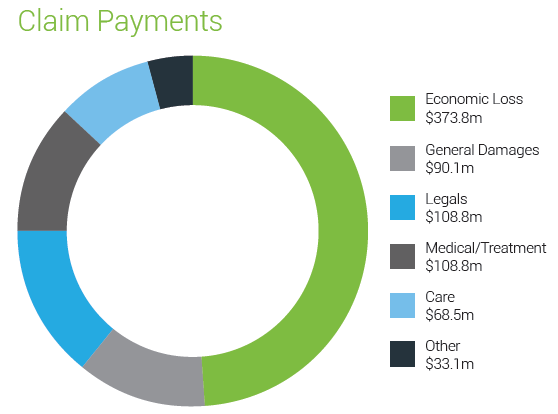 Claim Payments
Economic Loss
$373.8m
General Damages
$90.1m
Legals
$108.8m
Medical/Treatment
$108.8m
Care
$68.5m
Other
$33.1m